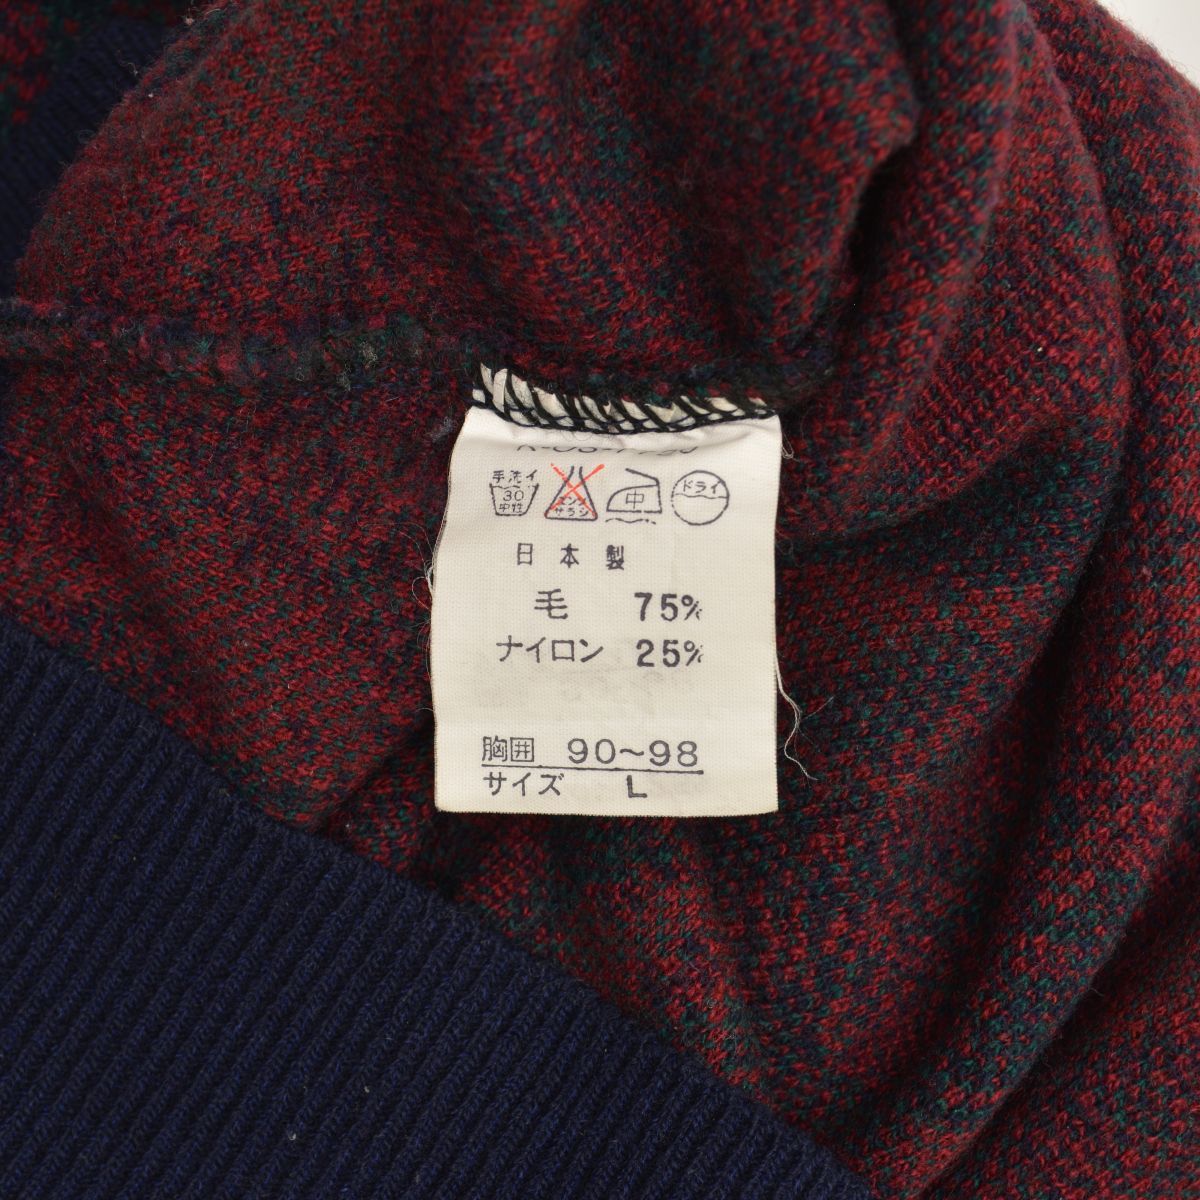 手洗イ
30
中性
エンソ
サラシ
中
ドライ
日本製
毛 75%
ナイロン 25%
胸囲 90~98
サイズ L